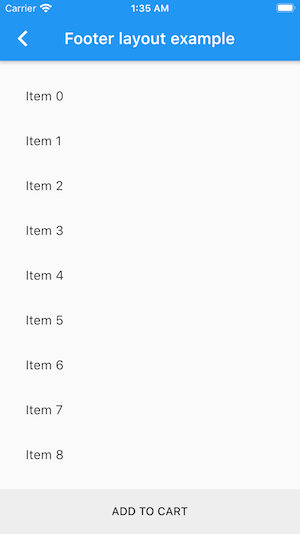 Carrier 1:35 AM
Footer layout example
Item 0
Item 1
Item 2
Item 3
Item 4
Item 5
Item 6
Item 7
Item 8
ADD TO CART